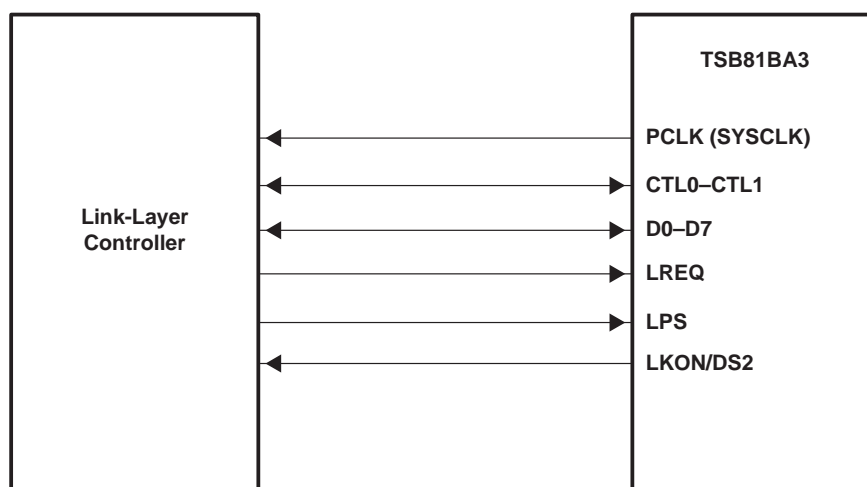 TSB81BA3
Link-Layer
Controller
PCLK (SYSCLK)
CTL0–CTL1
D0–D7
LREQ
LPS
LKON/DS2